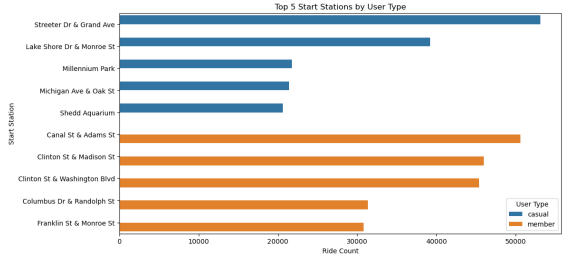 Top 5 Start Stations by User Type
Streeter Dr & Grand Ave
Lake Shore Dr & Monroe St
Millennium Park
Michigan Ave & Oak St
Shedd Aquarium
Canal St & Adams St
Clinton St & Madison St
Clinton St & Washington Blvd
Columbus Dr & Randolph St
Franklin St & Monroe St
Start Station
User Type
casual
member
0 10000 20000 30000 40000 50000
Ride Count